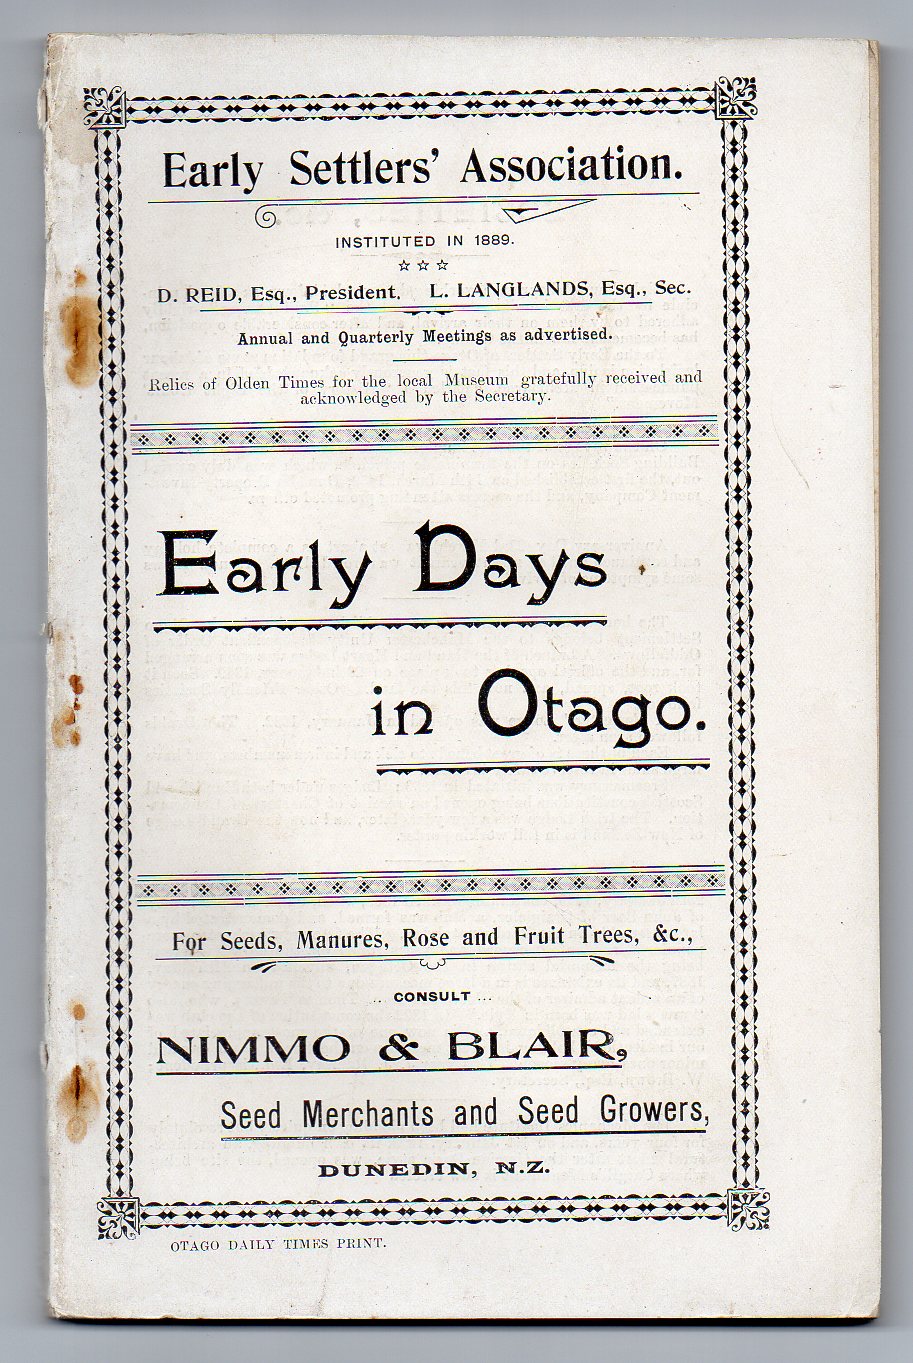 Early Settlers' Association.
INSTITUTED IN 1889.
D. REID, Esq., President. L. LANGLANDS, Esq., Sec.
Annual and Quarterly Meetings as advertised.
Relics of Olden Times for the local Museum gratefully received and
acknowledged by the Secretary.
Early Days
in Otago.
For Seeds, Manures, Rose and Fruit Trees, &c.,
.. CONSULT ...
NIMMO & BLAIR,
Seed Merchants and Seed Growers,
DUNEDIN, N.Z.
OTAGO DAILY TIMES PRINT.